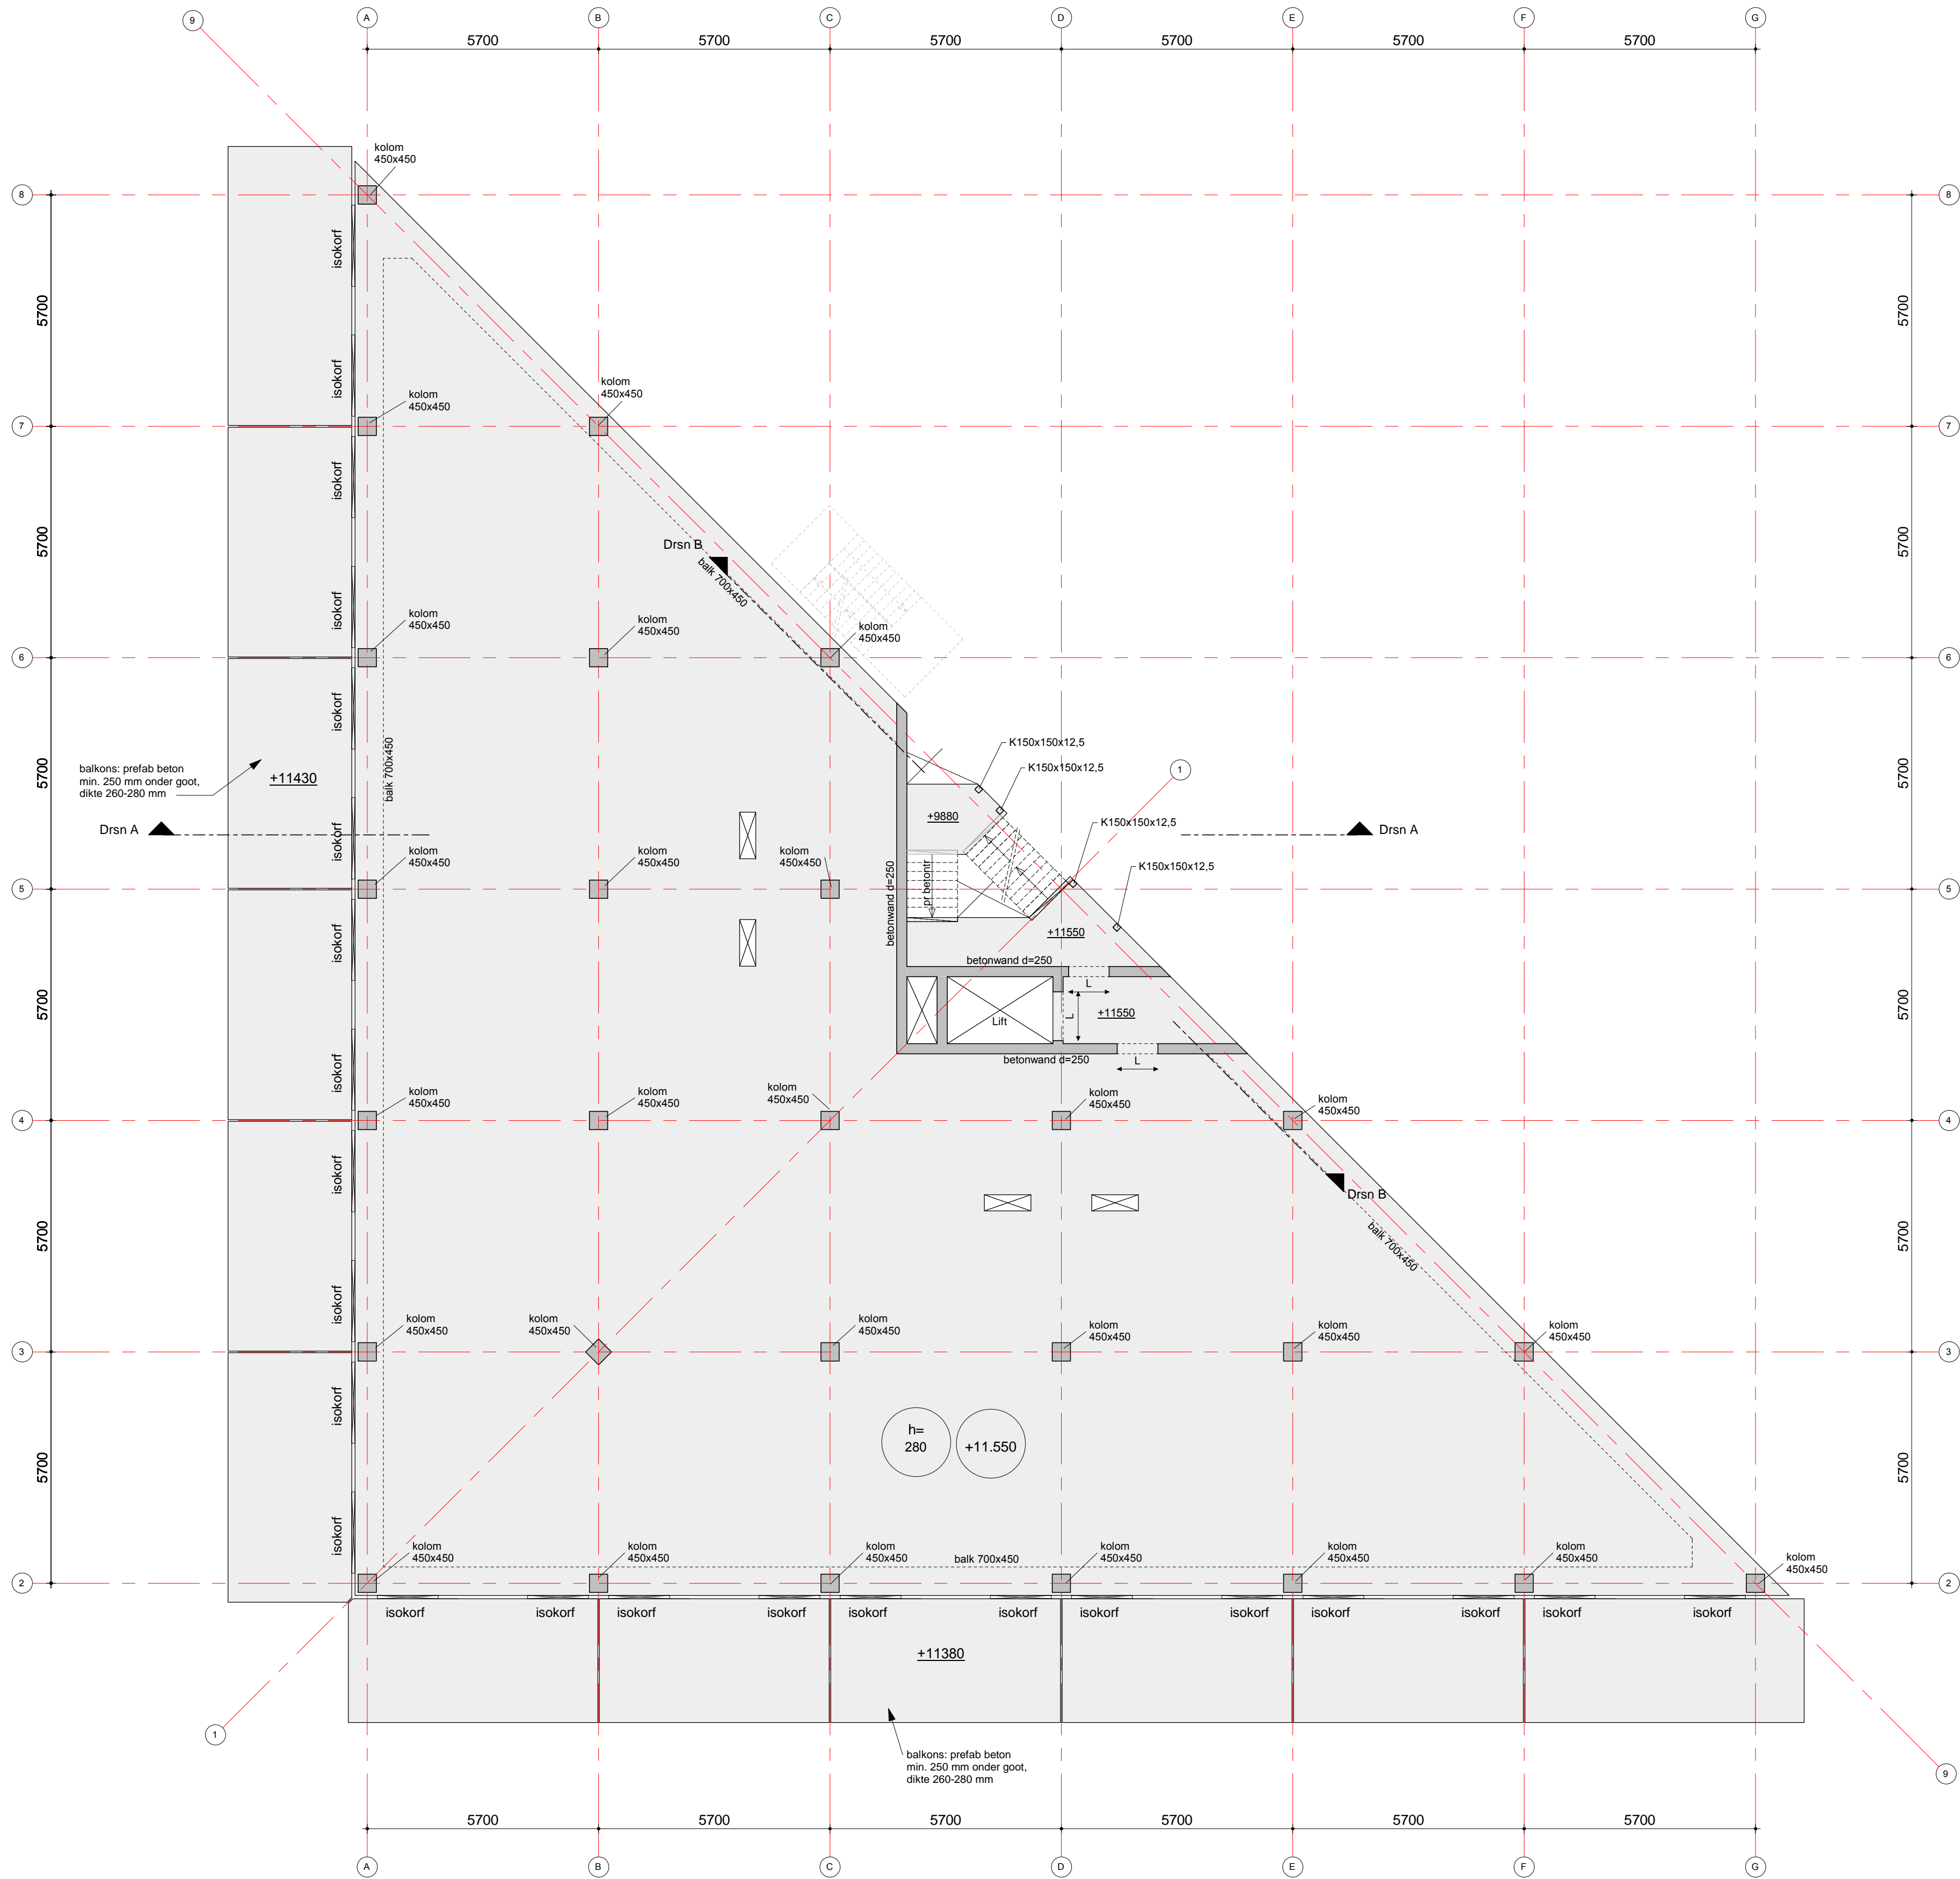 9
A
B
C
D
E
F
G
5700
5700
5700
5700
5700
5700
kolom
450x450
8
8
isokorf
5700
5700
isokorf
kolom
450x450
kolom
450x450
7
7
isokorf
Drsn B
balk 700x450
5700
5700
isokorf
kolom
450x450
kolom
450x450
kolom
450x450
6
6
isokorf
K150x150x12,5
K150x150x12,5
1
balkons: prefab beton
min. 250 mm onder goot,
dikte 260-280 mm
+11430
balk 700x450
5700
5700
+9880
K150x150x12,5
Drsn A
Drsn A
isokorf
kolom
450x450
kolom
450x450
kolom
450x450
K150x150x12,5
pr betontr
betonwand d=250
5
5
isokorf
+11550
betonwand d=250
L
L
+11550
Lift
5700
5700
betonwand d=250
L
isokorf
kolom
450x450
kolom
450x450
kolom
450x450
kolom
450x450
kolom
450x450
4
4
isokorf
Drsn B
balk 700x450
5700
5700
isokorf
kolom
450x450
kolom
450x450
kolom
450x450
kolom
450x450
kolom
450x450
kolom
450x450
3
3
isokorf
h=
280
+11.550
5700
5700
isokorf
kolom
450x450
kolom
450x450
kolom
450x450
balk 700x450
kolom
450x450
kolom
450x450
kolom
450x450
kolom
450x450
2
2
isokorf
isokorf
isokorf
isokorf
isokorf
isokorf
isokorf
isokorf
isokorf
isokorf
isokorf
isokorf
+11380
1
balkons: prefab beton
min. 250 mm onder goot,
dikte 260-280 mm
9
5700
5700
5700
5700
5700
5700
A
B
C
D
E
F
G